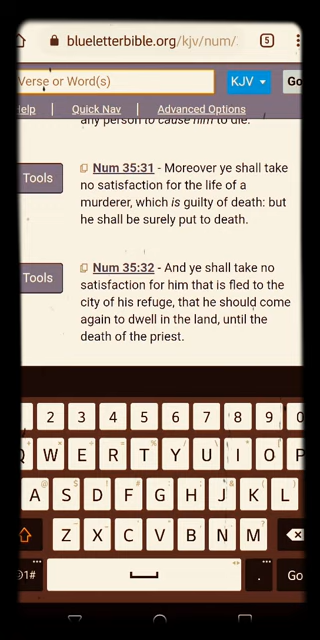 blueletterbible.org/kjv/num/ 5
Verse or Word(s) KJV Go
Help | Quick Nav | Advanced Options
any person to cause him to die.
Tools Num 35:31 - Moreover ye shall take
no satisfaction for the life of a
murderer, which is guilty of death: but
he shall be surely put to death.
Tools Num 35:32 - And ye shall take no
satisfaction for him that is fled to the
city of his refuge, that he should come
again to dwell in the land, until the
death of the priest.
2 3 4 5 6 7 8 9 0
Q W E R T Y U I O P
A S D F G H J K L
Z X C V B N M
@1# . Go